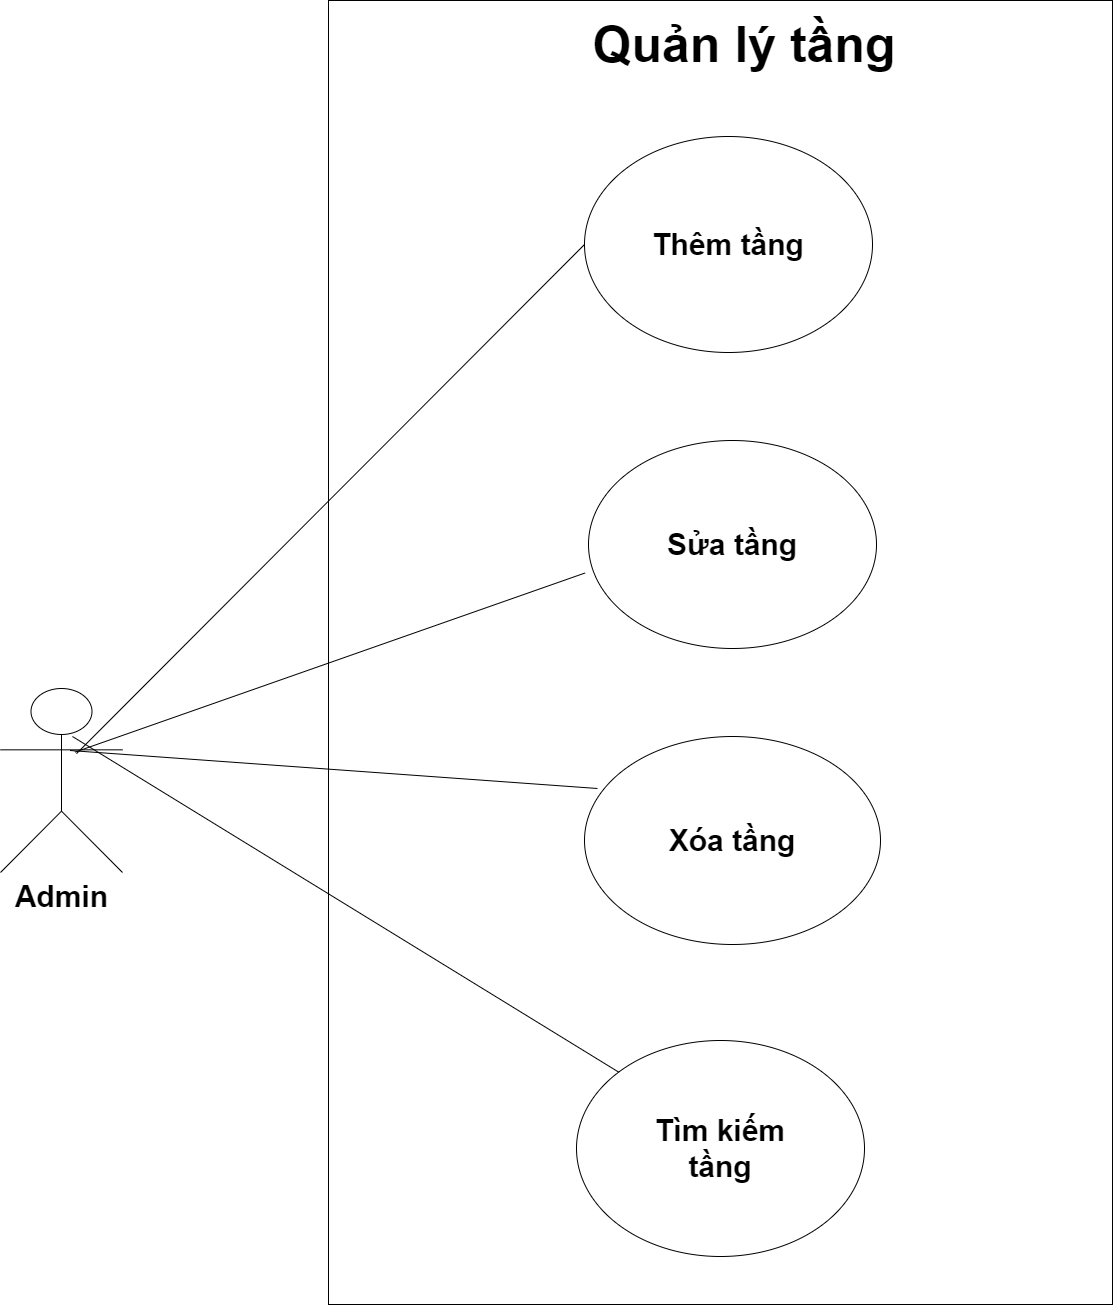 Quản lý tầng
Thêm tầng
Sửa tầng
Xóa tầng
Admin
Tìm kiếm
tầng